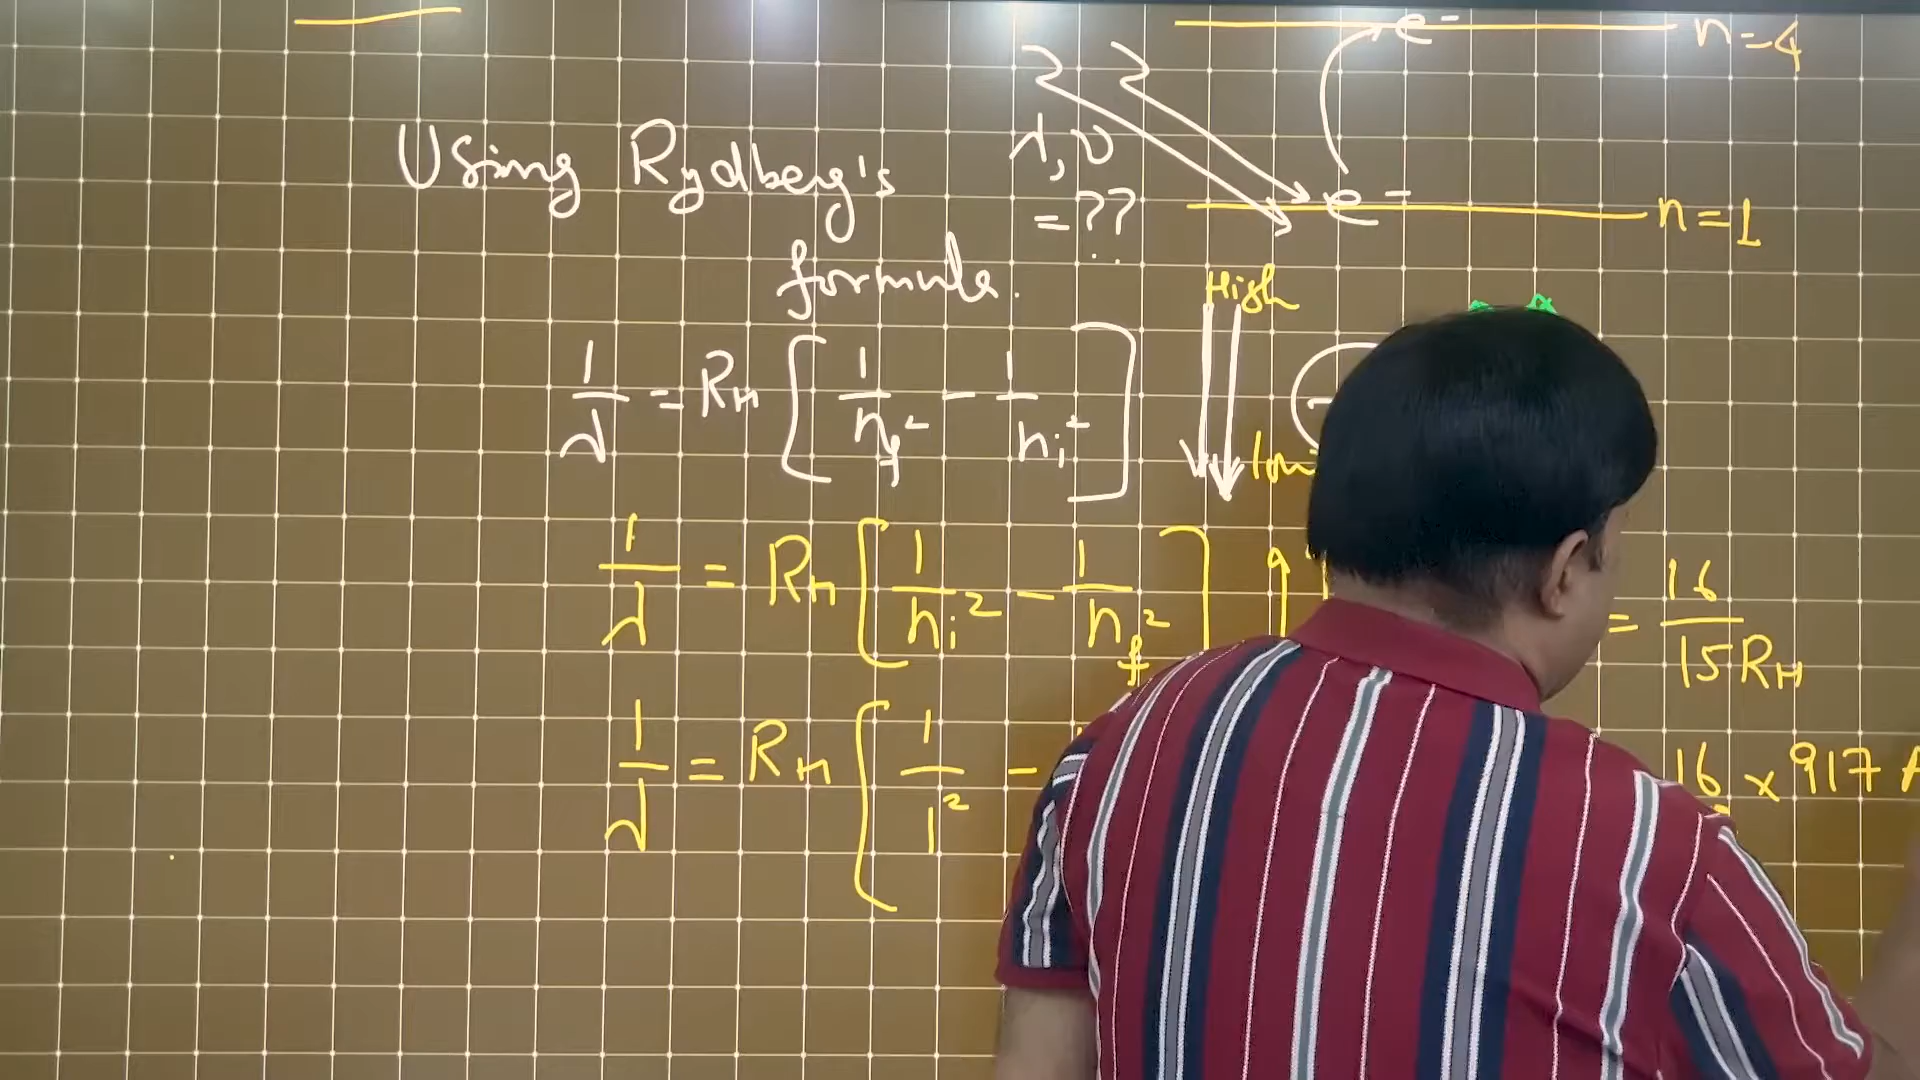 e⁻ n=4
Using Rydberg's
λ, ν
= ??
e⁻ n=1
formula.
High
1/λ = R_H [ 1/n_f² - 1/n_i² ]
low
1/λ = R_H [ 1/n_i² - 1/n_f² ]
= 16/15R_H
1/λ = R_H [ 1/1² -
16 × 917 A